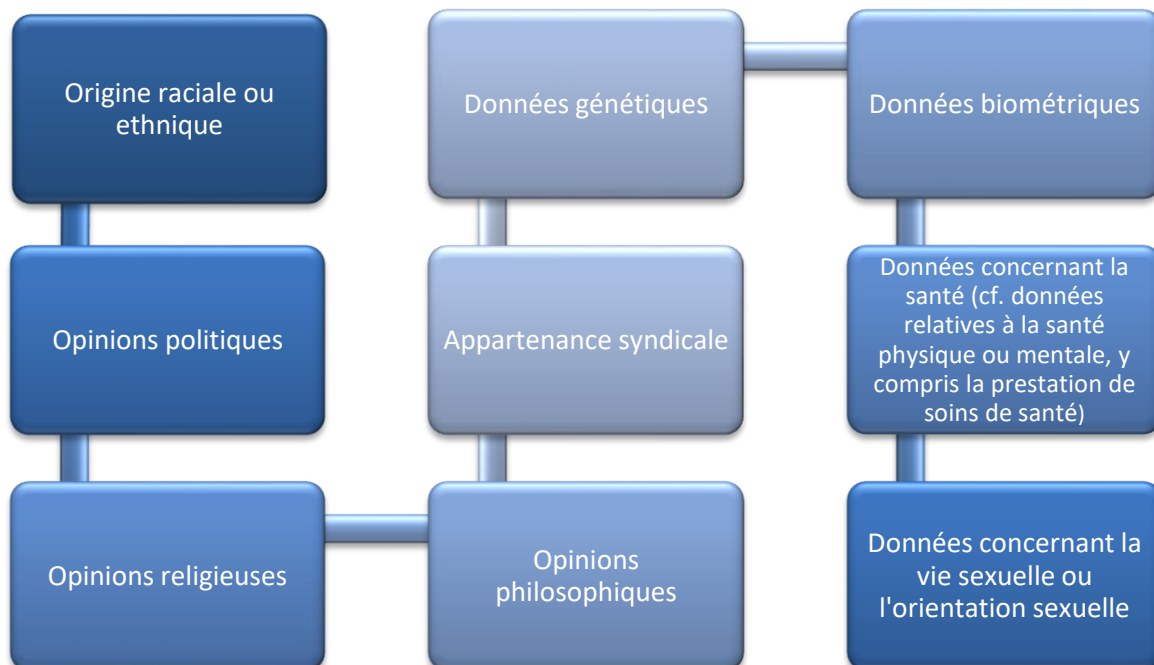 Origine raciale ou
ethnique
Opinions politiques
Opinions religieuses
Opinions
philosophiques
Appartenance syndicale
Données génétiques
Données biométriques
Données concernant la
santé (cf. données
relatives à la santé
physique ou mentale, y
compris la prestation de
soins de santé)
Données concernant la
vie sexuelle ou
l'orientation sexuelle